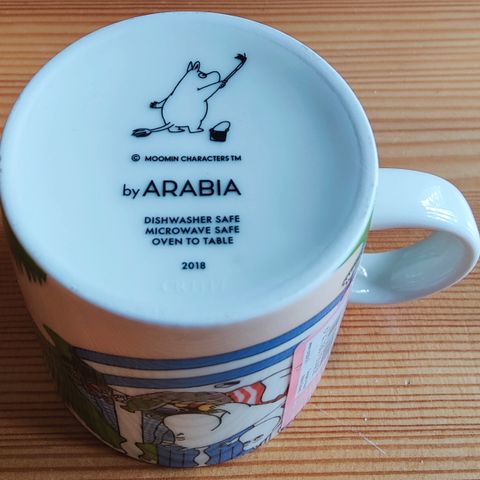 © MOOMIN CHARACTERS TM
by ARABIA
DISHWASHER SAFE
MICROWAVE SAFE
OVEN TO TABLE
2018